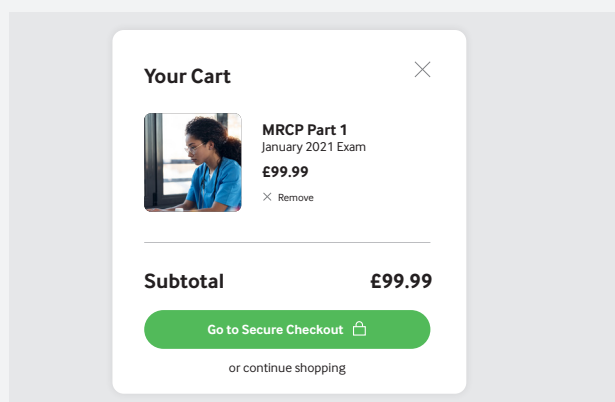 Your Cart
MRCP Part 1
January 2021 Exam
£99.99
Remove
Subtotal £99.99
Go to Secure Checkout
or continue shopping